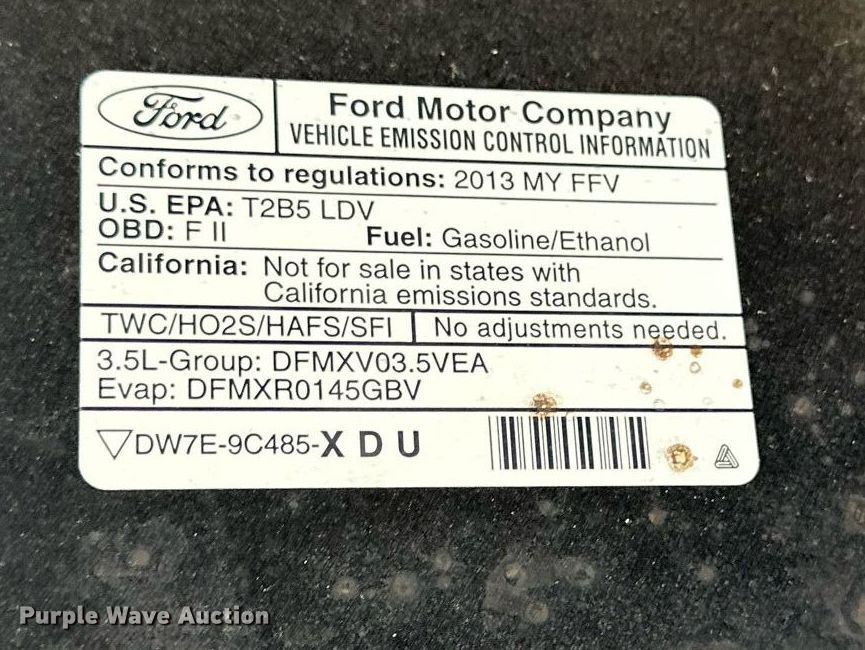 Ford
Ford Motor Company
VEHICLE EMISSION CONTROL INFORMATION
Conforms to regulations: 2013 MY FFV
U.S. EPA: T2B5 LDV
OBD: F II Fuel: Gasoline/Ethanol
California: Not for sale in states with
California emissions standards.
TWC/HO2S/HAFS/SFI No adjustments needed.
3.5L-Group: DFMXV03.5VEA
Evap: DFMXR0145GBV
DW7E-9C485-X D U
Purple Wave Auction